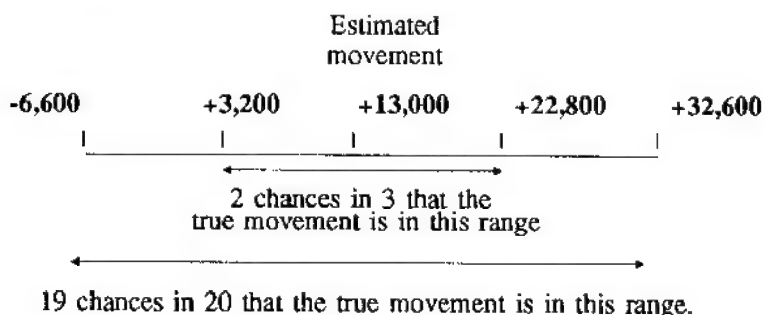 Estimated
movement
-6,600 +3,200 +13,000 +22,800 +32,600
2 chances in 3 that the
true movement is in this range
19 chances in 20 that the true movement is in this range.